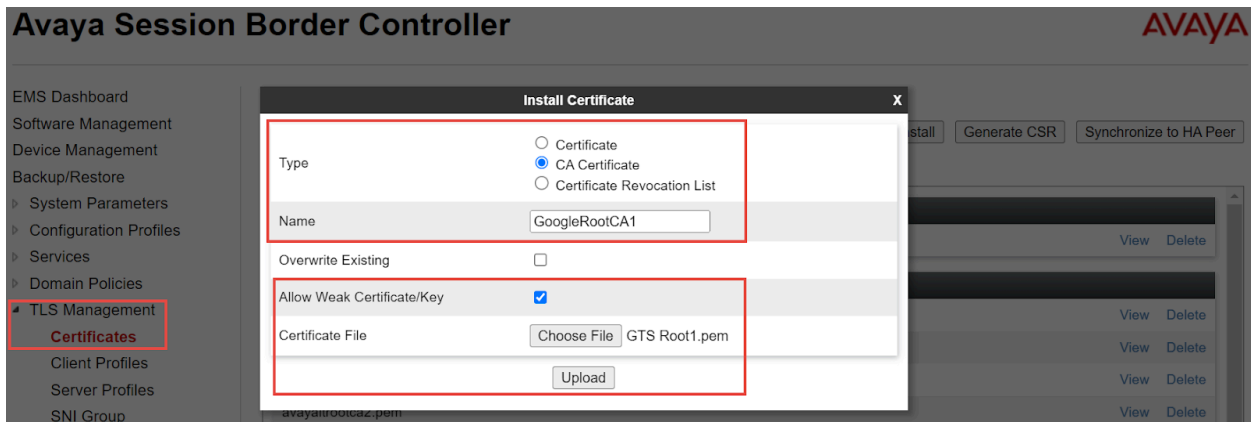 Avaya Session Border Controller
AVAYA
EMS Dashboard
Software Management
Device Management
Backup/Restore
System Parameters
Configuration Profiles
Services
Domain Policies
TLS Management
Certificates
Client Profiles
Server Profiles
SNI Group
Install Certificate X
Type
Certificate
CA Certificate
Certificate Revocation List
Name GoogleRootCA1
Overwrite Existing
Allow Weak Certificate/Key
Certificate File Choose File GTS Root1.pem
Upload
stall Generate CSR Synchronize to HA Peer
View Delete
View Delete
View Delete
View Delete
avayaitrootca2.pem View Delete